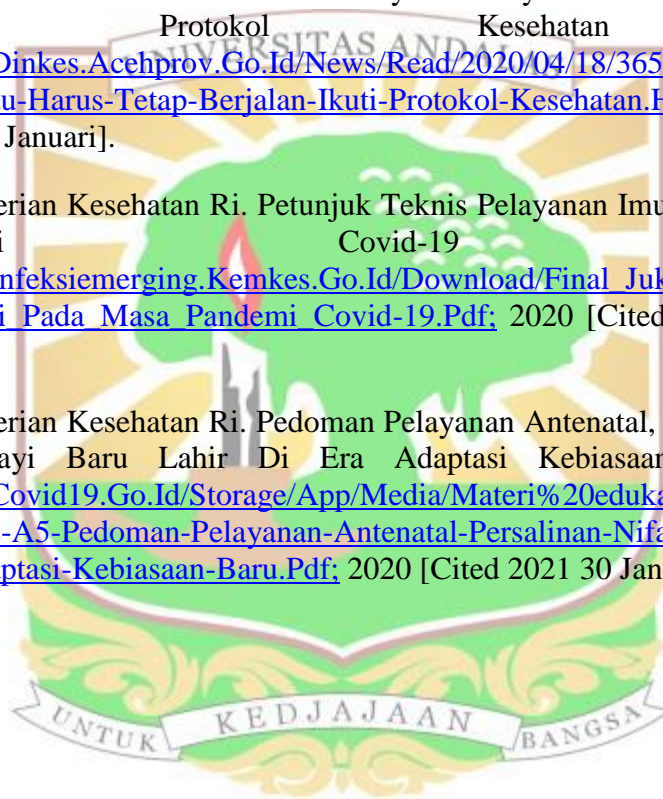 Protokol Kesehatan
UNIVERSITAS ANDALAS
Dinkes.Acehprov.Go.Id/News/Read/2020/04/18/365
u-Harus-Tetap-Berjalan-Ikuti-Protokol-Kesehatan.H
Januari].
erian Kesehatan Ri. Petunjuk Teknis Pelayanan Imu
i Covid-19
nfeksiemerging.Kemkes.Go.Id/Download/Final_Juk
i_Pada_Masa_Pandemi_Covid-19.Pdf; 2020 [Cited
erian Kesehatan Ri. Pedoman Pelayanan Antenatal,
ayi Baru Lahir Di Era Adaptasi Kebiasaan
Covid19.Go.Id/Storage/App/Media/Materi%20eduka
-A5-Pedoman-Pelayanan-Antenatal-Persalinan-Nifa
ptasi-Kebiasaan-Baru.Pdf; 2020 [Cited 2021 30 Jan
UNTUK KEDJAJAAN BANGSA